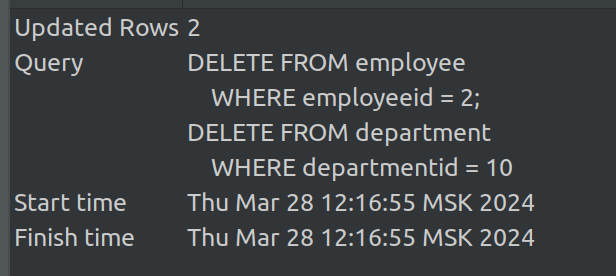 Updated Rows 2
Query DELETE FROM employee
WHERE employeeid = 2;
DELETE FROM department
WHERE departmentid = 10
Start time Thu Mar 28 12:16:55 MSK 2024
Finish time Thu Mar 28 12:16:55 MSK 2024